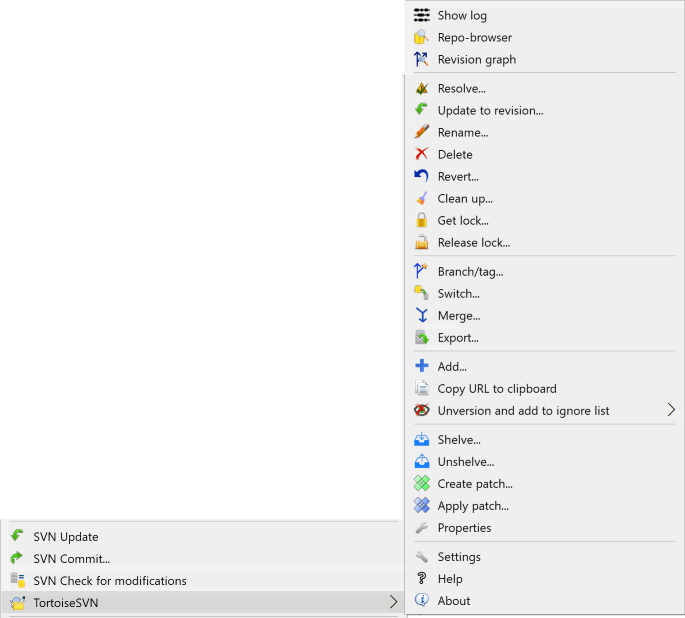 Show log
Repo-browser
Revision graph
Resolve...
Update to revision...
Rename...
Delete
Revert...
Clean up...
Get lock...
Release lock...
Branch/tag...
Switch...
Merge...
Export...
Add...
Copy URL to clipboard
Unversion and add to ignore list
Shelve...
Unshelve...
Create patch...
Apply patch...
Properties
Settings
Help
About
SVN Update
SVN Commit...
SVN Check for modifications
TortoiseSVN